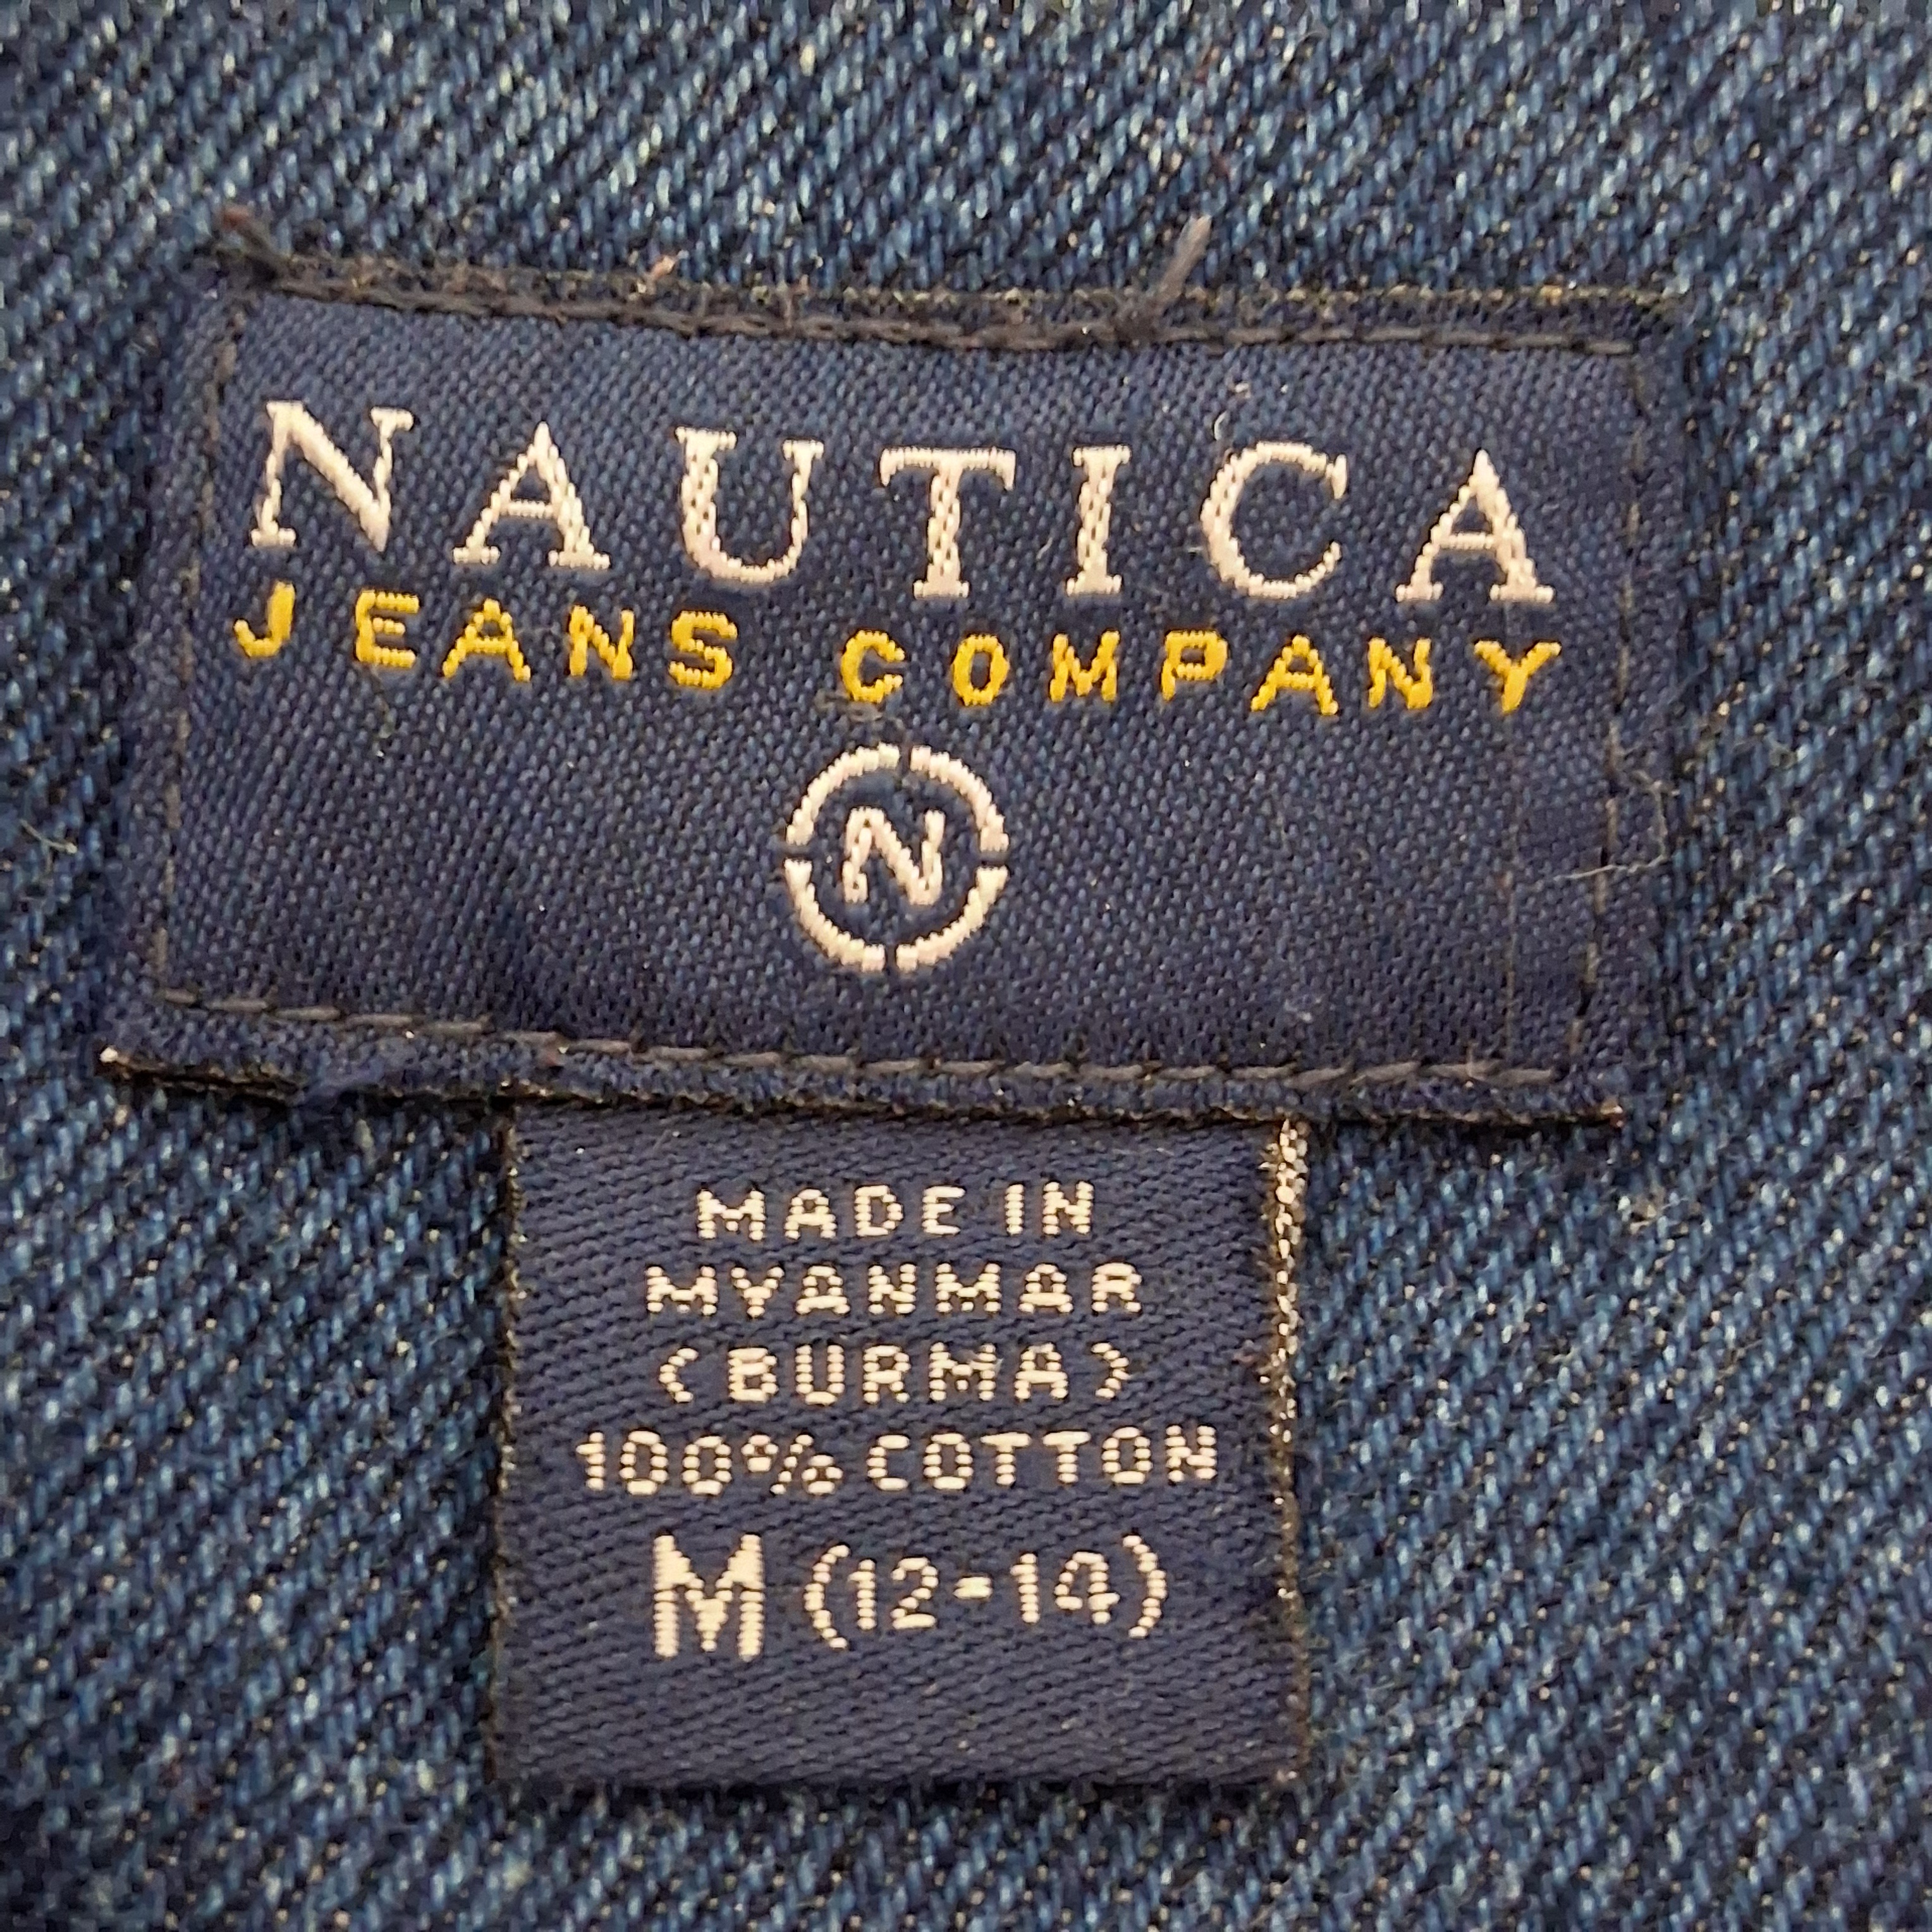 NAUTICA
JEANS COMPANY
N
MADE IN
MYANMAR
(BURMA)
100% COTTON
M (12-14)